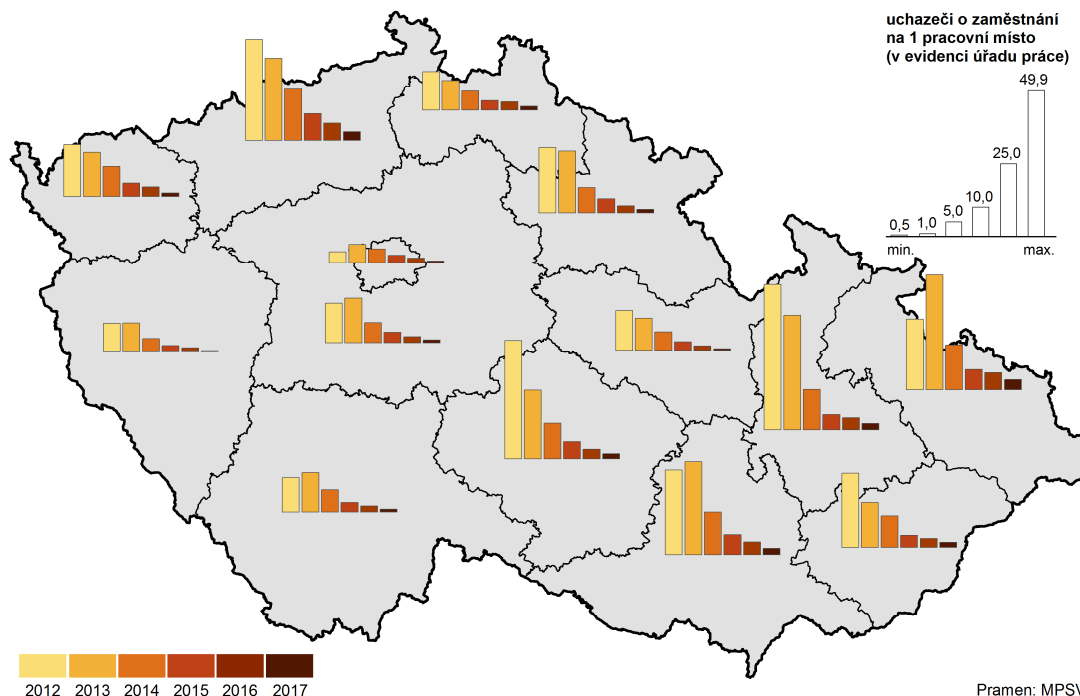 uchazeči o zaměstnání
na 1 pracovní místo
(v evidenci úřadu práce)
49,9
25,0
10,0
5,0
1,0
0,5
min.
max.
2012 2013 2014 2015 2016 2017
Pramen: MPSV